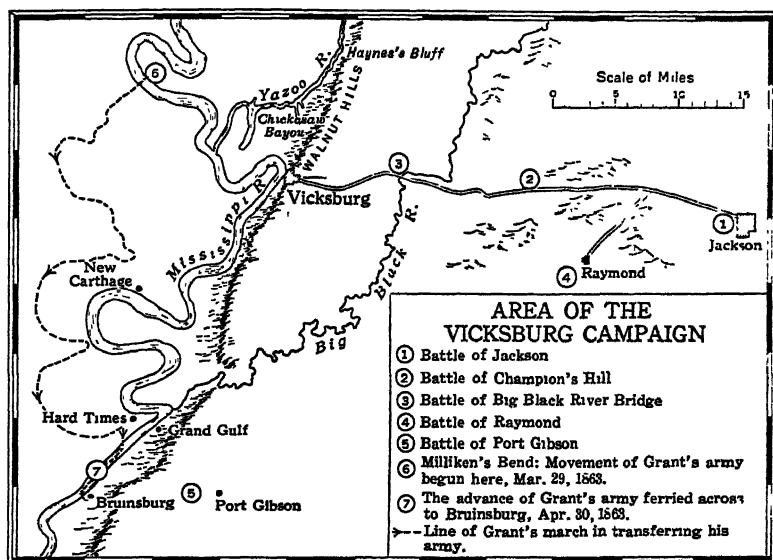 Haynes's Bluff
Yazoo R.
Chickasaw
Bayou
WALNUT HILLS
Scale of Miles
0 5 10 15
6
3
2
1
Vicksburg
Jackson
Mississippi R.
4
Raymond
Big Black R.
New
Carthage
Hard Times
Grand Gulf
7
Bruinsburg
5
Port Gibson
AREA OF THE
VICKSBURG CAMPAIGN
1 Battle of Jackson
2 Battle of Champion's Hill
3 Battle of Big Black River Bridge
4 Battle of Raymond
5 Battle of Port Gibson
6 Milliken's Bend: Movement of Grant's army
begun here, Mar. 29, 1863.
7 The advance of Grant's army ferried across
to Bruinsburg, Apr. 30, 1863.
Line of Grant's march in transferring his
army.